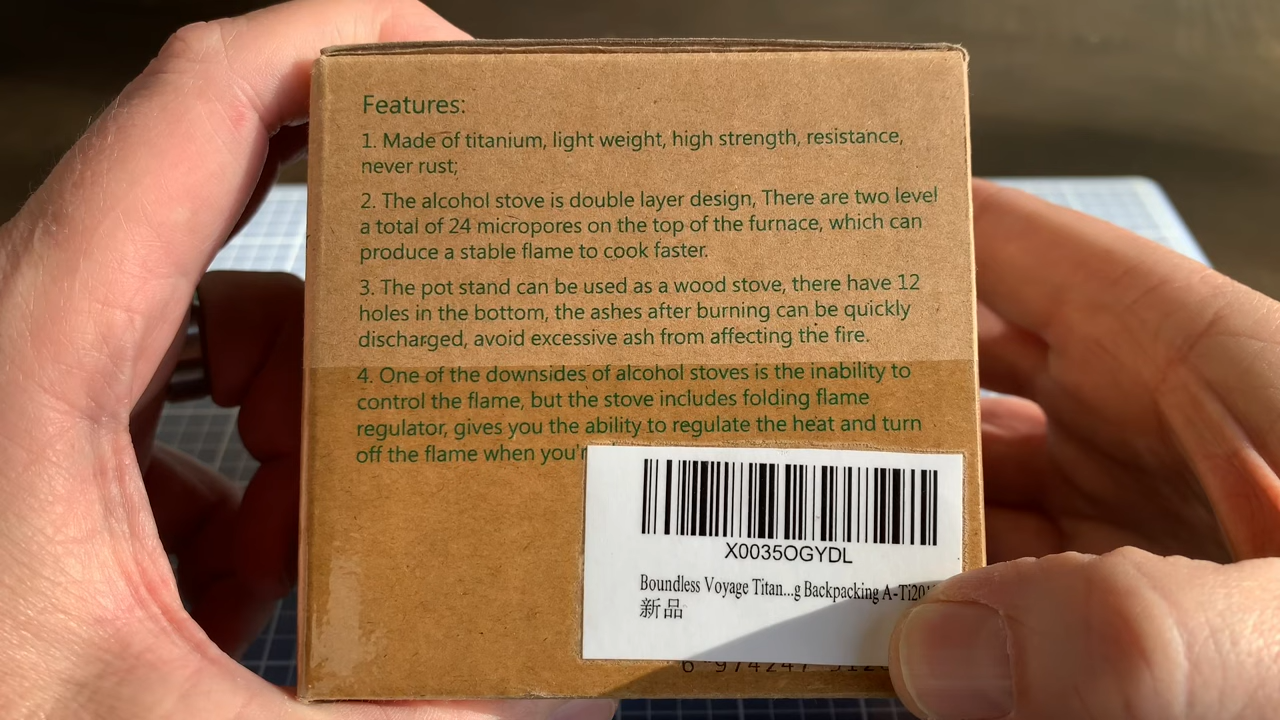 Features:
1. Made of titanium, light weight, high strength, resistance,
never rust;
2. The alcohol stove is double layer design, There are two level
a total of 24 micropores on the top of the furnace, which can
produce a stable flame to cook faster.
3. The pot stand can be used as a wood stove, there have 12
holes in the bottom, the ashes after burning can be quickly
discharged, avoid excessive ash from affecting the fire.
4. One of the downsides of alcohol stoves is the inability to
control the flame, but the stove includes folding flame
regulator, gives you the ability to regulate the heat and turn
off the flame when
X0035OGYDL
Boundless Voyage Titan...g Backpacking
新品